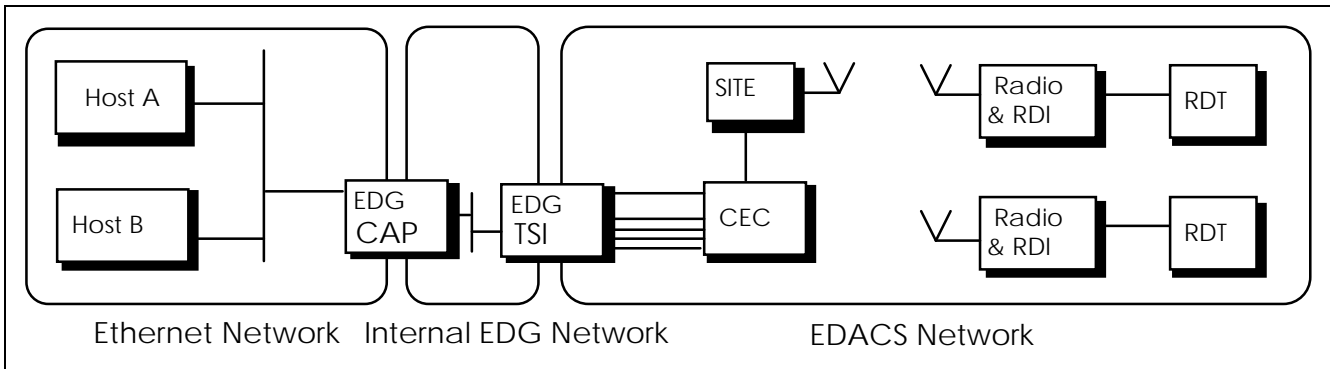 Host A
Host B
EDG
CAP
EDG
TSI
SITE
CEC
Radio
& RDI
RDT
Radio
& RDI
RDT
Ethernet Network
Internal EDG Network
EDACS Network